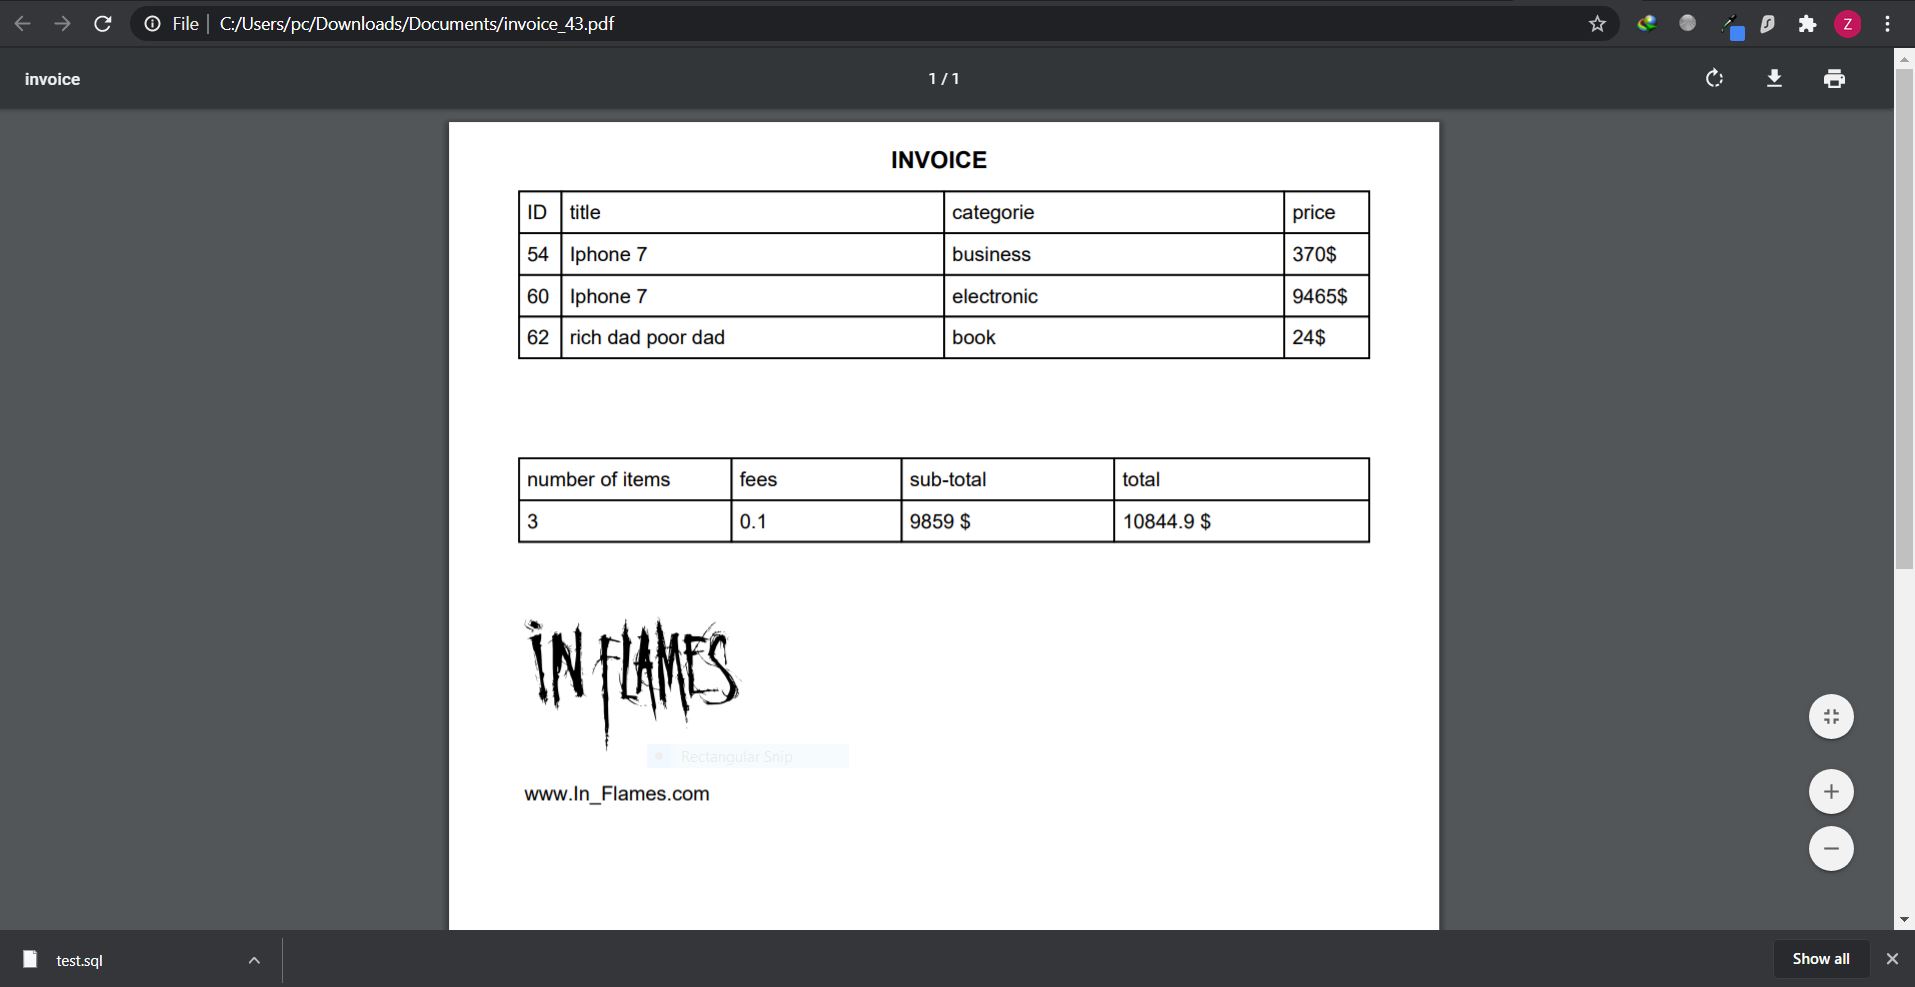 File C:/Users/pc/Downloads/Documents/invoice_43.pdf
Z
invoice
1 / 1
INVOICE
ID title categorie price
54 Iphone 7 business 370$
60 Iphone 7 electronic 9465$
62 rich dad poor dad book 24$
number of items fees sub-total total
3 0.1 9859 $ 10844.9 $
IN FLAMES
Rectangular Snip
www.In_Flames.com
test.sql
Show all